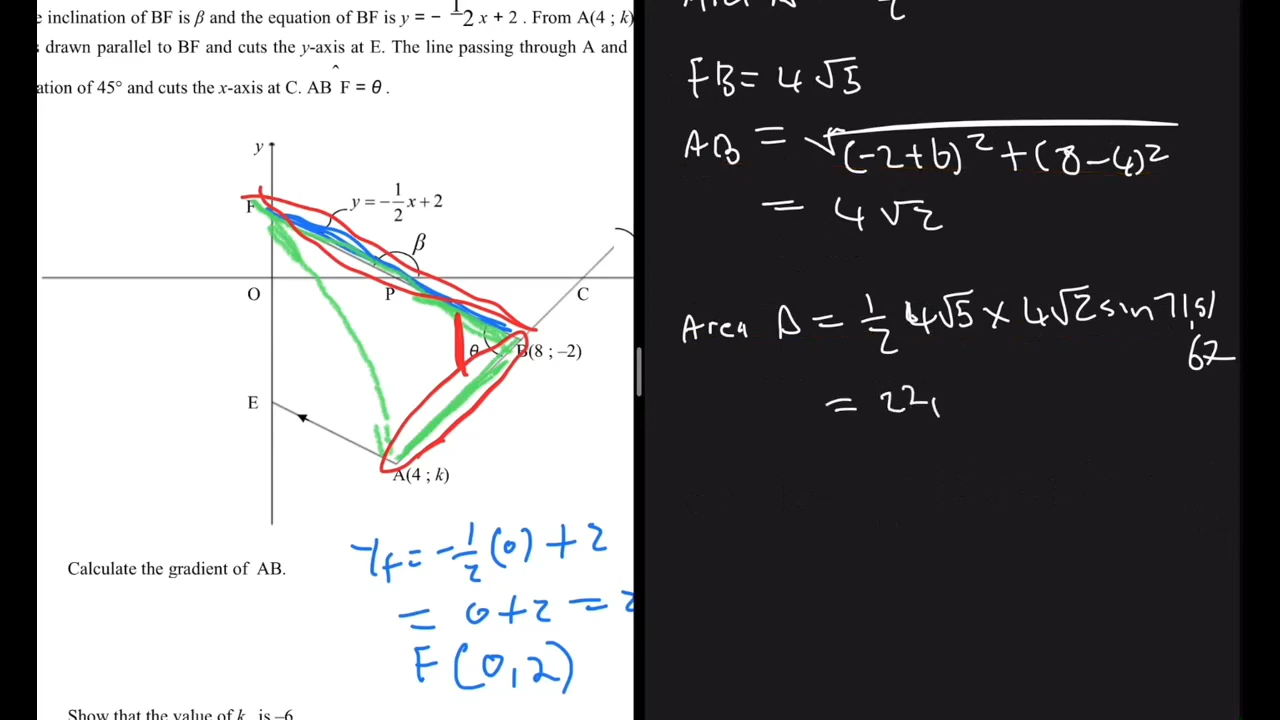 e inclination of BF is β and the equation of BF is y = − 1/2 x + 2 . From A(4 ; k)
drawn parallel to BF and cuts the y-axis at E. The line passing through A and
ation of 45° and cuts the x-axis at C. AB̂F = θ .
y
F
y = −1/2 x + 2
β
O
P
C
θ
B(8 ; −2)
E
A(4 ; k)
y_F = −1/2 (0) + 2
= 0 + 2 = 2
F (0, 2)
Calculate the gradient of AB.
Show that the value of k is −6
FB = 4√5
AB = √(-2+6)² + (8−4)²
= 4√2
Area Δ = 1/2 4√5 × 4√2 sin 71,5/
62
= 22,